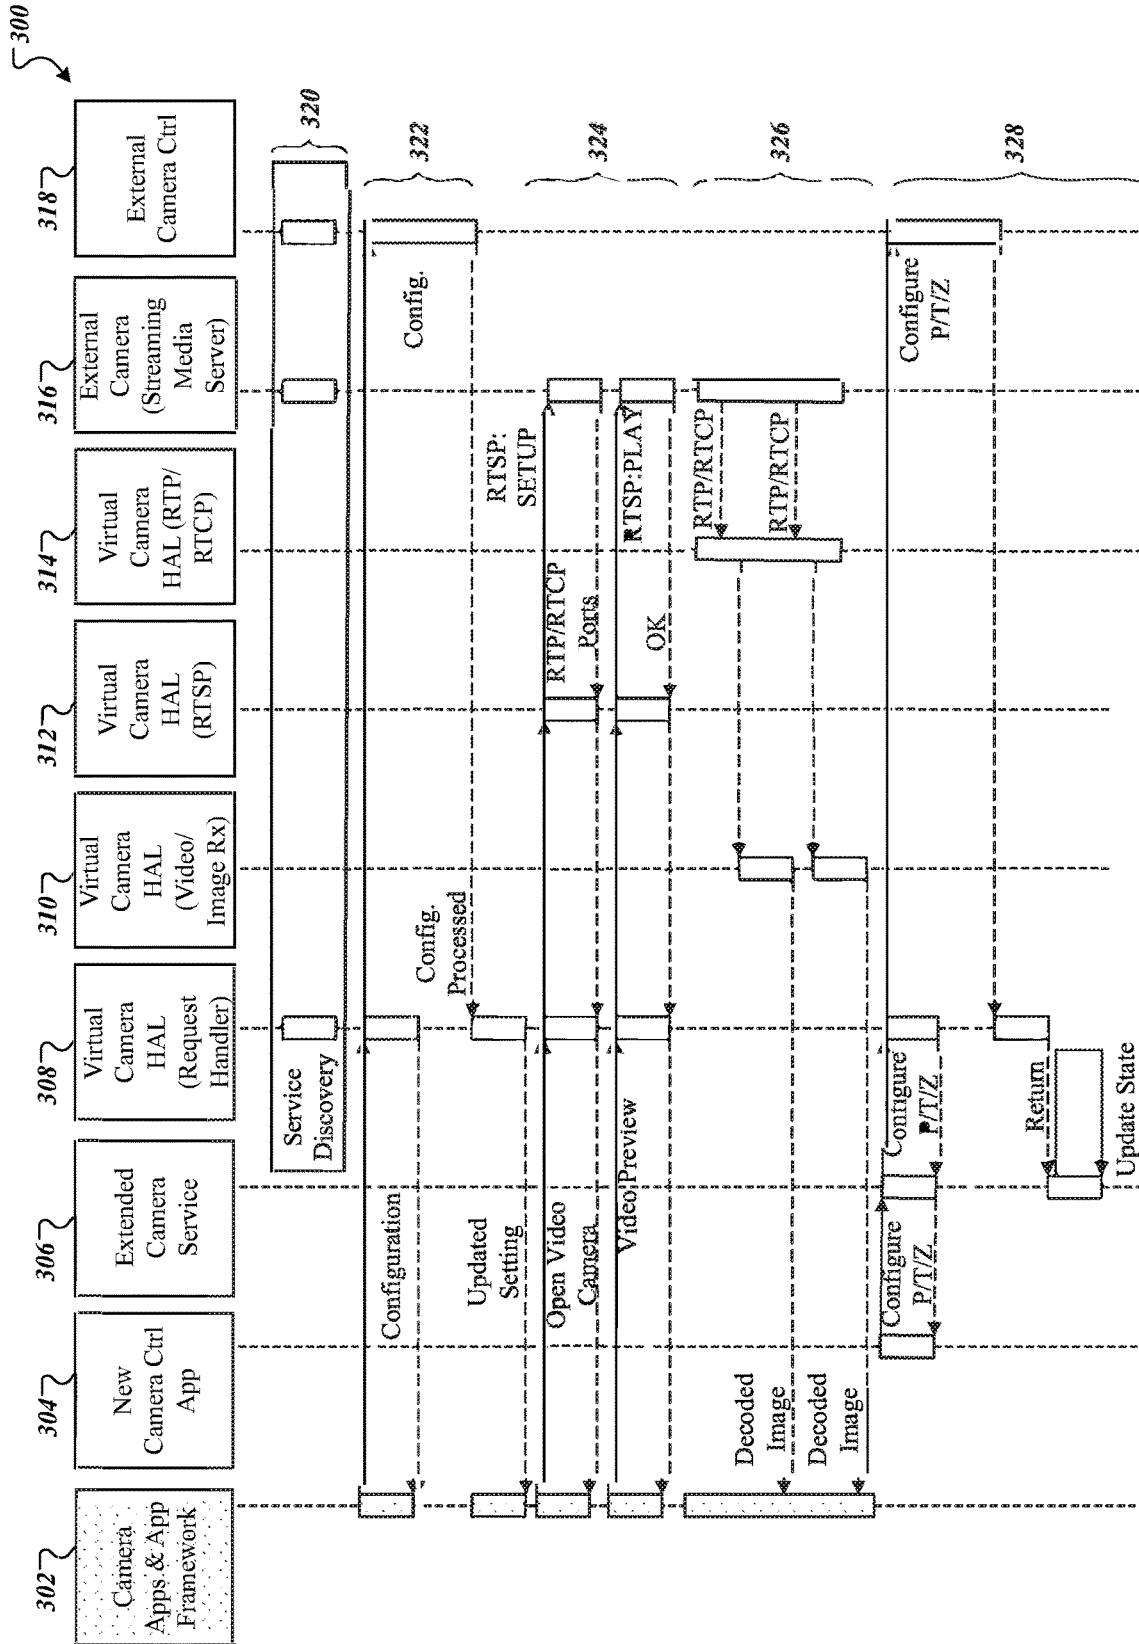 300
302
Camera
Apps & App
Framework
304
New
Camera Ctrl
App
306
Extended
Camera
Service
308
Virtual
Camera
HAL
(Request
Handler)
310
Virtual
Camera
HAL
(Video/
Image Rx)
312
Virtual
Camera
HAL
(RTSP)
314
Virtual
Camera
HAL (RTP/
RTCP)
316
External
Camera
(Streaming
Media
Server)
318
External
Camera Ctrl
Service
Discovery
320
Configuration
Config.
Config.
Processed
Updated
Setting
322
Open Video
Camera
RTP/RTCP
Ports
RTSP:
SETUP
Video Preview
OK
RTSP:PLAY
324
RTP/RTCP
RTP/RTCP
Decoded
Image
Decoded
Image
326
Configure
P/T/Z
Configure
P/T/Z
Configure
P/T/Z
Return
Update State
328